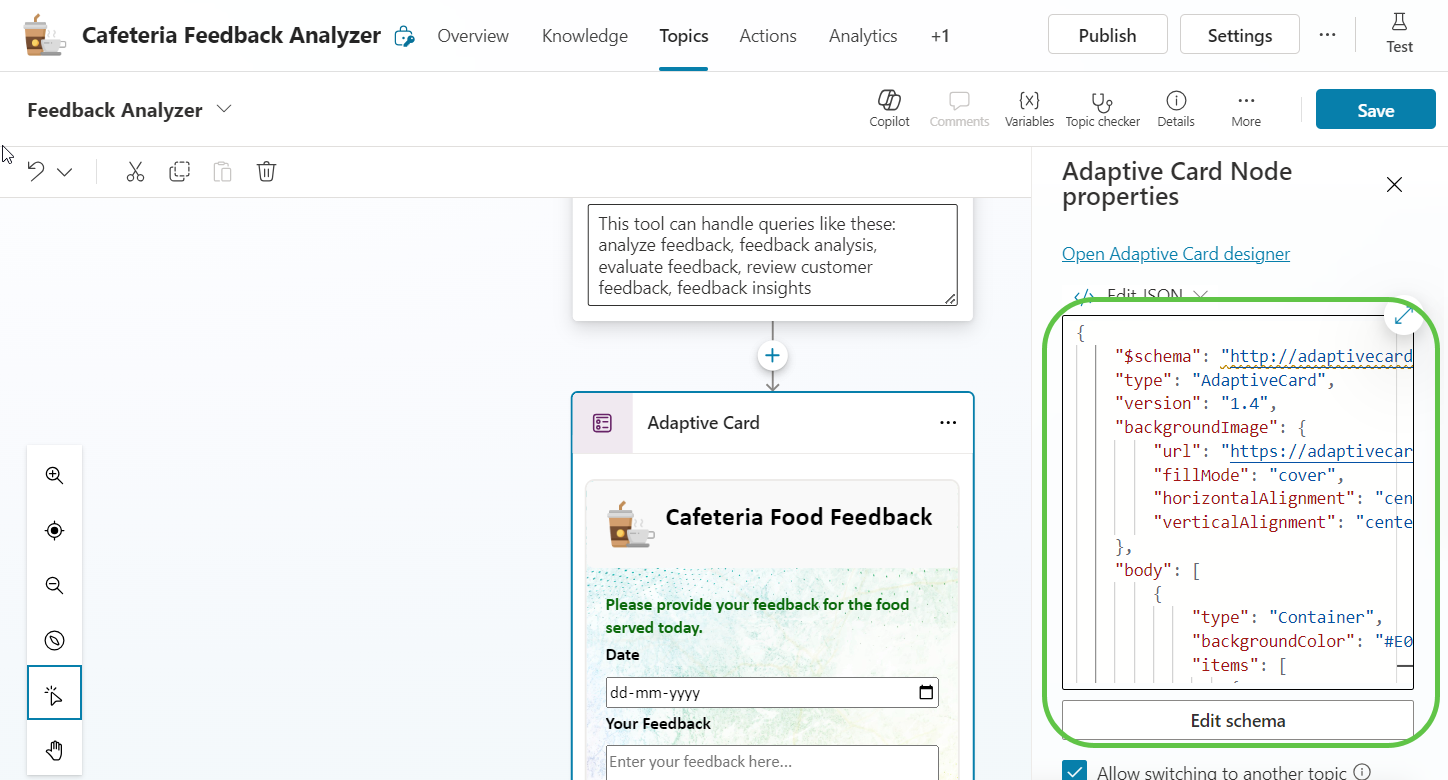 Cafeteria Feedback Analyzer
Overview
Knowledge
Topics
Actions
Analytics
+1
Publish
Settings
Test
Feedback Analyzer
Copilot
Comments
{x}
Variables
Topic checker
Details
More
Save
This tool can handle queries like these:
analyze feedback, feedback analysis,
evaluate feedback, review customer
feedback, feedback insights
Adaptive Card
Cafeteria Food Feedback
Please provide your feedback for the food
served today.
Date
dd-mm-yyyy
Your Feedback
Enter your feedback here...
Adaptive Card Node
properties
Open Adaptive Card designer
Edit JSON
{
"$schema": "http://adaptivecard
"type": "AdaptiveCard",
"version": "1.4",
"backgroundImage": {
"url": "https://adaptivecar
"fillMode": "cover",
"horizontalAlignment": "cen
"verticalAlignment": "cente
},
"body": [
{
"type": "Container",
"backgroundColor": "#E0
"items": [
Edit schema
Allow switching to another topic